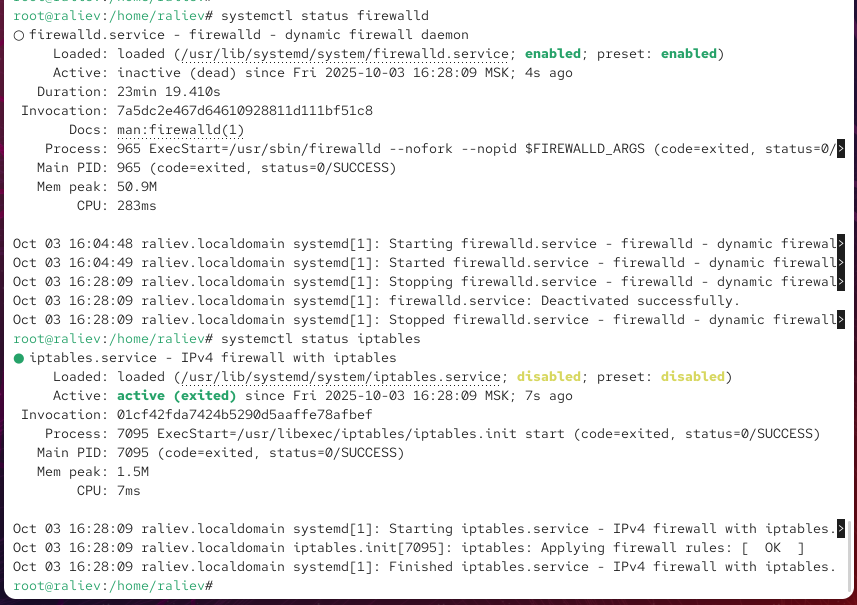 root@raliev:/home/raliev# systemctl status firewalld
○ firewalld.service - firewalld - dynamic firewall daemon
     Loaded: loaded (/usr/lib/systemd/system/firewalld.service; enabled; preset: enabled)
     Active: inactive (dead) since Fri 2025-10-03 16:28:09 MSK; 4s ago
   Duration: 23min 19.410s
 Invocation: 7a5dc2e467d64610928811d111bf51c8
       Docs: man:firewalld(1)
    Process: 965 ExecStart=/usr/sbin/firewalld --nofork --nopid $FIREWALLD_ARGS (code=exited, status=0/>
   Main PID: 965 (code=exited, status=0/SUCCESS)
   Mem peak: 50.9M
        CPU: 283ms

Oct 03 16:04:48 raliev.localdomain systemd[1]: Starting firewalld.service - firewalld - dynamic firewal>
Oct 03 16:04:49 raliev.localdomain systemd[1]: Started firewalld.service - firewalld - dynamic firewall>
Oct 03 16:28:09 raliev.localdomain systemd[1]: Stopping firewalld.service - firewalld - dynamic firewal>
Oct 03 16:28:09 raliev.localdomain systemd[1]: firewalld.service: Deactivated successfully.
Oct 03 16:28:09 raliev.localdomain systemd[1]: Stopped firewalld.service - firewalld - dynamic firewall>
root@raliev:/home/raliev# systemctl status iptables
● iptables.service - IPv4 firewall with iptables
     Loaded: loaded (/usr/lib/systemd/system/iptables.service; disabled; preset: disabled)
     Active: active (exited) since Fri 2025-10-03 16:28:09 MSK; 7s ago
 Invocation: 01cf42fda7424b5290d5aaffe78afbef
    Process: 7095 ExecStart=/usr/libexec/iptables/iptables.init start (code=exited, status=0/SUCCESS)
   Main PID: 7095 (code=exited, status=0/SUCCESS)
   Mem peak: 1.5M
        CPU: 7ms

Oct 03 16:28:09 raliev.localdomain systemd[1]: Starting iptables.service - IPv4 firewall with iptables.>
Oct 03 16:28:09 raliev.localdomain iptables.init[7095]: iptables: Applying firewall rules: [  OK  ]
Oct 03 16:28:09 raliev.localdomain systemd[1]: Finished iptables.service - IPv4 firewall with iptables.
root@raliev:/home/raliev#